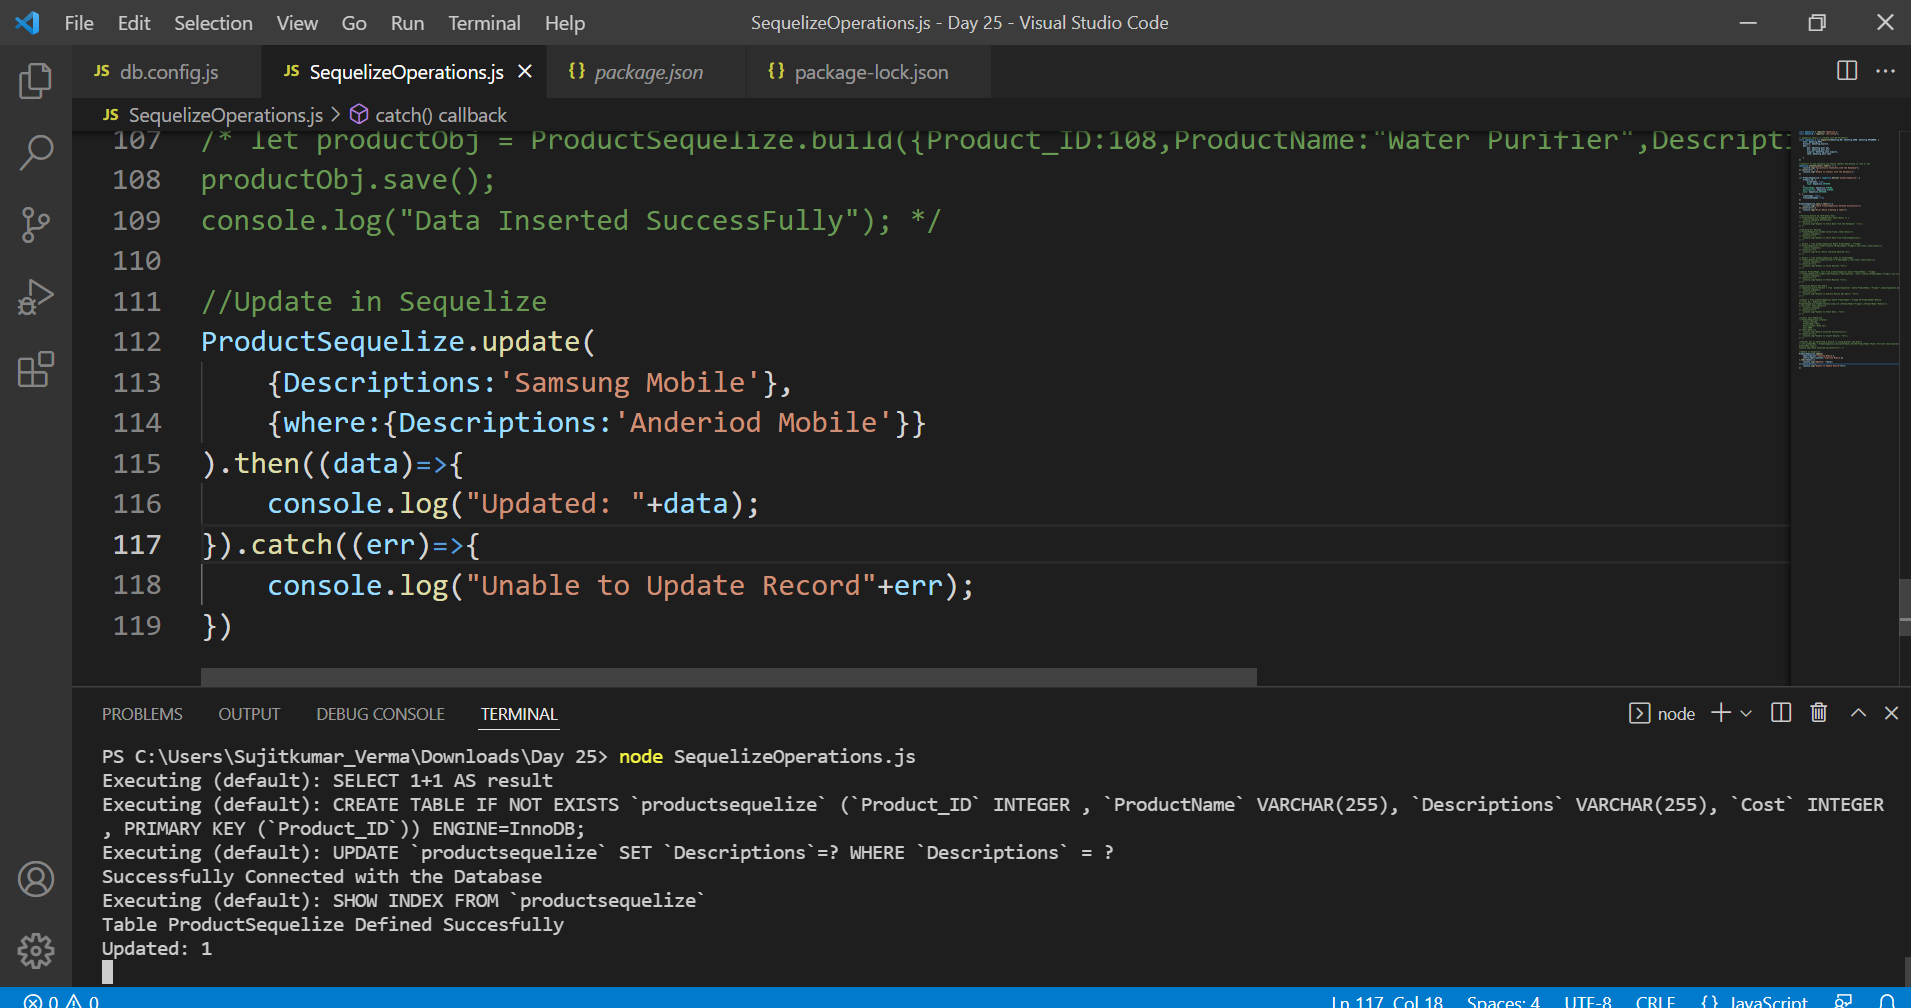 File Edit Selection View Go Run Terminal Help SequelizeOperations.js - Day 25 - Visual Studio Code
JS db.config.js JS SequelizeOperations.js {} package.json {} package-lock.json
JS SequelizeOperations.js > catch() callback
107 /* let productObj = ProductSequelize.build({Product_ID:108,ProductName:"Water Purifier",Descripti
108 productObj.save();
109 console.log("Data Inserted SuccessFully"); */
110
111 //Update in Sequelize
112 ProductSequelize.update(
113 {Descriptions:'Samsung Mobile'},
114 {where:{Descriptions:'Anderiod Mobile'}}
115 ).then((data)=>{
116 console.log("Updated: "+data);
117 }).catch((err)=>{
118 console.log("Unable to Update Record"+err);
119 })
PROBLEMS OUTPUT DEBUG CONSOLE TERMINAL node
PS C:\Users\Sujitkumar_Verma\Downloads\Day 25> node SequelizeOperations.js
Executing (default): SELECT 1+1 AS result
Executing (default): CREATE TABLE IF NOT EXISTS `productsequelize` (`Product_ID` INTEGER , `ProductName` VARCHAR(255), `Descriptions` VARCHAR(255), `Cost` INTEGER
, PRIMARY KEY (`Product_ID`)) ENGINE=InnoDB;
Executing (default): UPDATE `productsequelize` SET `Descriptions`=? WHERE `Descriptions` = ?
Successfully Connected with the Database
Executing (default): SHOW INDEX FROM `productsequelize`
Table ProductSequelize Defined Succesfully
Updated: 1
0 0 Ln 117, Col 18 Spaces: 4 UTF-8 CRLF {} JavaScript